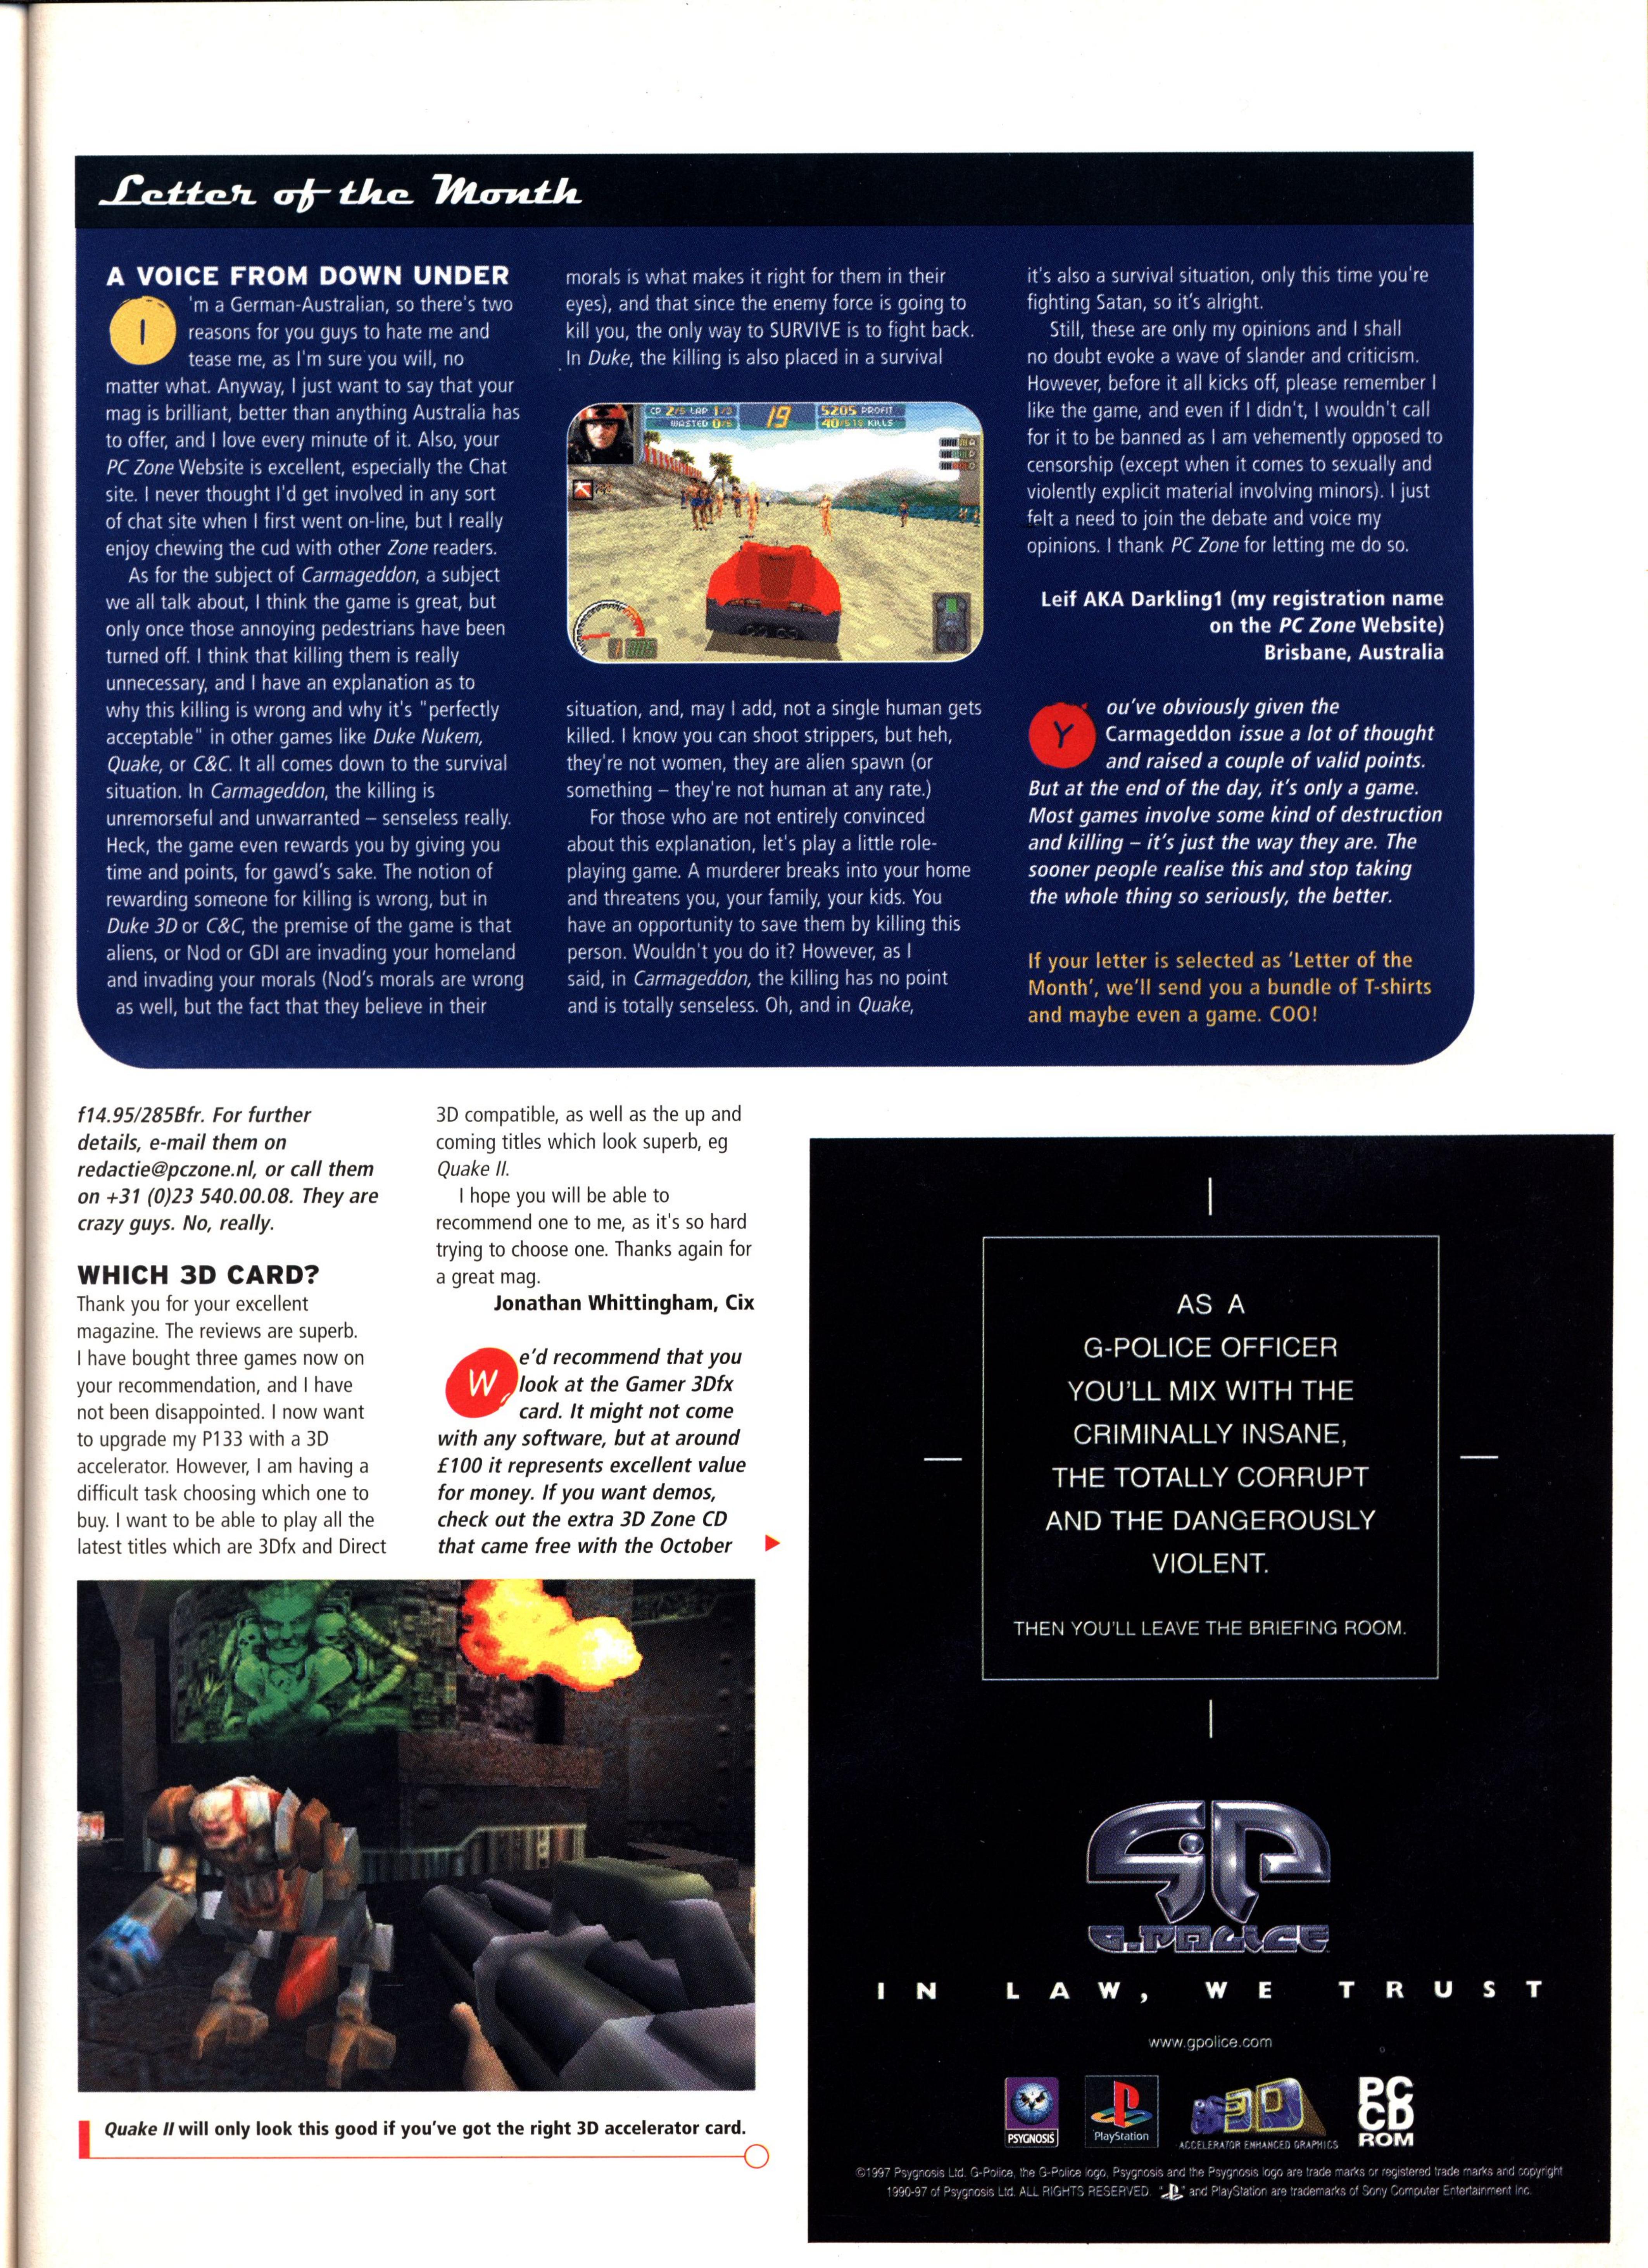 Letter of the Month
A VOICE FROM DOWN UNDER
I'm a German-Australian, so there's two
reasons for you guys to hate me and
tease me, as I'm sure you will, no
matter what. Anyway, I just want to say that your
mag is brilliant, better than anything Australia has
to offer, and I love every minute of it. Also, your
PC Zone Website is excellent, especially the Chat
site. I never thought I'd get involved in any sort
of chat site when I first went on-line, but I really
enjoy chewing the cud with other Zone readers.
As for the subject of Carmageddon, a subject
we all talk about, I think the game is great, but
only once those annoying pedestrians have been
turned off. I think that killing them is really
unnecessary, and I have an explanation as to
why this killing is wrong and why it's "perfectly
acceptable" in other games like Duke Nukem,
Quake, or C&C. It all comes down to the survival
situation. In Carmageddon, the killing is
unremorseful and unwarranted – senseless really.
Heck, the game even rewards you by giving you
time and points, for gawd's sake. The notion of
rewarding someone for killing is wrong, but in
Duke 3D or C&C, the premise of the game is that
aliens, or Nod or GDI are invading your homeland
and invading your morals (Nod's morals are wrong
as well, but the fact that they believe in their
morals is what makes it right for them in their
eyes), and that since the enemy force is going to
kill you, the only way to SURVIVE is to fight back.
In Duke, the killing is also placed in a survival
CP 2/5 LAP 1/3
WASTED 0/5
19
5205 PROFIT
40/618 KILLS
situation, and, may I add, not a single human gets
killed. I know you can shoot strippers, but heh,
they're not women, they are alien spawn (or
something – they're not human at any rate.)
For those who are not entirely convinced
about this explanation, let's play a little role-
playing game. A murderer breaks into your home
and threatens you, your family, your kids. You
have an opportunity to save them by killing this
person. Wouldn't you do it? However, as I
said, in Carmageddon, the killing has no point
and is totally senseless. Oh, and in Quake,
it's also a survival situation, only this time you're
fighting Satan, so it's alright.
Still, these are only my opinions and I shall
no doubt evoke a wave of slander and criticism.
However, before it all kicks off, please remember I
like the game, and even if I didn't, I wouldn't call
for it to be banned as I am vehemently opposed to
censorship (except when it comes to sexually and
violently explicit material involving minors). I just
felt a need to join the debate and voice my
opinions. I thank PC Zone for letting me do so.
Leif AKA Darkling1 (my registration name
on the PC Zone Website)
Brisbane, Australia
You've obviously given the
Carmageddon issue a lot of thought
and raised a couple of valid points.
But at the end of the day, it's only a game.
Most games involve some kind of destruction
and killing – it's just the way they are. The
sooner people realise this and stop taking
the whole thing so seriously, the better.
If your letter is selected as 'Letter of the
Month', we'll send you a bundle of T-shirts
and maybe even a game. COO!
f14.95/285Bfr. For further
details, e-mail them on
redactie@pczone.nl, or call them
on +31 (0)23 540.00.08. They are
crazy guys. No, really.
WHICH 3D CARD?
Thank you for your excellent
magazine. The reviews are superb.
I have bought three games now on
your recommendation, and I have
not been disappointed. I now want
to upgrade my P133 with a 3D
accelerator. However, I am having a
difficult task choosing which one to
buy. I want to be able to play all the
latest titles which are 3Dfx and Direct
3D compatible, as well as the up and
coming titles which look superb, eg
Quake II.
I hope you will be able to
recommend one to me, as it's so hard
trying to choose one. Thanks again for
a great mag.
Jonathan Whittingham, Cix
We'd recommend that you
look at the Gamer 3Dfx
card. It might not come
with any software, but at around
£100 it represents excellent value
for money. If you want demos,
check out the extra 3D Zone CD
that came free with the October
Quake II will only look this good if you've got the right 3D accelerator card.
AS A
G-POLICE OFFICER
YOU'LL MIX WITH THE
CRIMINALLY INSANE,
THE TOTALLY CORRUPT
AND THE DANGEROUSLY
VIOLENT.
THEN YOU'LL LEAVE THE BRIEFING ROOM.
GP
G-POLICE
IN LAW, WE TRUST
www.gpolice.com
PSYGNOSIS
PlayStation
3D
ACCELERATOR ENHANCED GRAPHICS
PC
CD
ROM
©1997 Psygnosis Ltd. G-Police, the G-Police logo, Psygnosis and the Psygnosis logo are trade marks or registered trade marks and copyright
1990-97 of Psygnosis Ltd. ALL RIGHTS RESERVED. " " and PlayStation are trademarks of Sony Computer Entertainment Inc.